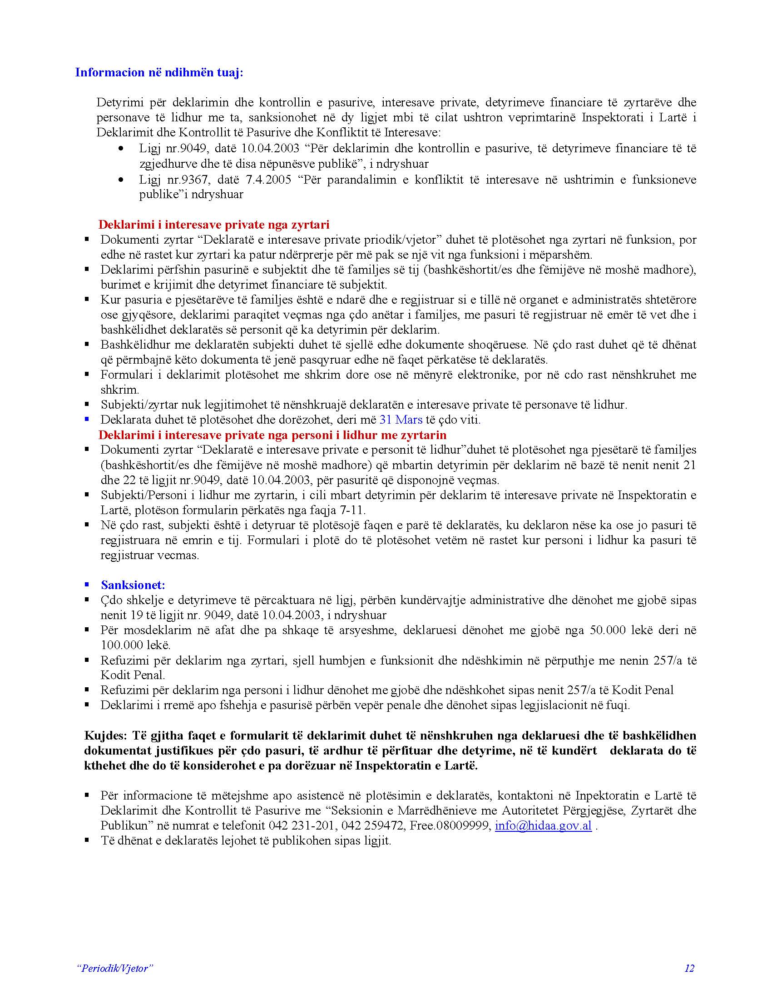 Informacion në ndihmën tuaj:
Detyrimi për deklarimin dhe kontrollin e pasurive, interesave private, detyrimeve financiare të zyrtarëve dhe
personave të lidhur me ta, sanksionohet në dy ligjet mbi të cilat ushtron veprimtarinë Inspektorati i Lartë i
Deklarimit dhe Kontrollit të Pasurive dhe Konfliktit të Interesave:
• Ligj nr.9049, datë 10.04.2003 “Për deklarimin dhe kontrollin e pasurive, të detyrimeve financiare të të
zgjedhurve dhe të disa nëpunësve publikë”, i ndryshuar
• Ligj nr.9367, datë 7.4.2005 “Për parandalimin e konfliktit të interesave në ushtrimin e funksioneve
publike”i ndryshuar
Deklarimi i interesave private nga zyrtari
▪ Dokumenti zyrtar “Deklaratë e interesave private priodik/vjetor” duhet të plotësohet nga zyrtari në funksion, por
edhe në rastet kur zyrtari ka patur ndërprerje për më pak se një vit nga funksioni i mëparshëm.
▪ Deklarimi përfshin pasurinë e subjektit dhe të familjes së tij (bashkëshortit/es dhe fëmijëve në moshë madhore),
burimet e krijimit dhe detyrimet financiare të subjektit.
▪ Kur pasuria e pjesëtarëve të familjes është e ndarë dhe e regjistruar si e tillë në organet e administratës shtetërore
ose gjyqësore, deklarimi paraqitet veçmas nga çdo anëtar i familjes, me pasuri të regjistruar në emër të vet dhe i
bashkëlidhet deklaratës së personit që ka detyrimin për deklarim.
▪ Bashkëlidhur me deklaratën subjekti duhet të sjellë edhe dokumente shoqëruese. Në çdo rast duhet që të dhënat
që përmbajnë këto dokumenta të jenë pasqyruar edhe në faqet përkatëse të deklaratës.
▪ Formulari i deklarimit plotësohet me shkrim dore ose në mënyrë elektronike, por në cdo rast nënshkruhet me
shkrim.
▪ Subjekti/zyrtar nuk legjitimohet të nënshkruajë deklaratën e interesave private të personave të lidhur.
▪ Deklarata duhet të plotësohet dhe dorëzohet, deri më 31 Mars të çdo viti.
Deklarimi i interesave private nga personi i lidhur me zyrtarin
▪ Dokumenti zyrtar “Deklaratë e interesave private e personit të lidhur”duhet të plotësohet nga pjesëtarë të familjes
(bashkëshortit/es dhe fëmijëve në moshë madhore) që mbartin detyrimin për deklarim në bazë të nenit nenit 21
dhe 22 të ligjit nr.9049, datë 10.04.2003, për pasuritë që disponojnë veçmas.
▪ Subjekti/Personi i lidhur me zyrtarin, i cili mbart detyrimin për deklarim të interesave private në Inspektoratin e
Lartë, plotëson formularin përkatës nga faqja 7-11.
▪ Në çdo rast, subjekti është i detyruar të plotësojë faqen e parë të deklaratës, ku deklaron nëse ka ose jo pasuri të
regjistruara në emrin e tij. Formulari i plotë do të plotësohet vetëm në rastet kur personi i lidhur ka pasuri të
regjistruar vecmas.
▪ Sanksionet:
▪ Çdo shkelje e detyrimeve të përcaktuara në ligj, përbën kundërvajtje administrative dhe dënohet me gjobë sipas
nenit 19 të ligjit nr. 9049, datë 10.04.2003, i ndryshuar
▪ Për mosdeklarim në afat dhe pa shkaqe të arsyeshme, deklaruesi dënohet me gjobë nga 50.000 lekë deri në
100.000 lekë.
▪ Refuzimi për deklarim nga zyrtari, sjell humbjen e funksionit dhe ndëshkimin në përputhje me nenin 257/a të
Kodit Penal.
▪ Refuzimi për deklarim nga personi i lidhur dënohet me gjobë dhe ndëshkohet sipas nenit 257/a të Kodit Penal
▪ Deklarimi i rremë apo fshehja e pasurisë përbën vepër penale dhe dënohet sipas legjislacionit në fuqi.
Kujdes: Të gjitha faqet e formularit të deklarimit duhet të nënshkruhen nga deklaruesi dhe të bashkëlidhen
dokumentat justifikues për çdo pasuri, të ardhur të përfituar dhe detyrime, në të kundërt deklarata do të
kthehet dhe do të konsiderohet e pa dorëzuar në Inspektoratin e Lartë.
▪ Për informacione të mëtejshme apo asistencë në plotësimin e deklaratës, kontaktoni në Inpektoratin e Lartë të
Deklarimit dhe Kontrollit të Pasurive me “Seksionin e Marrëdhënieve me Autoritetet Përgjegjëse, Zyrtarët dhe
Publikun” në numrat e telefonit 042 231-201, 042 259472, Free.08009999, info@hidaa.gov.al .
▪ Të dhënat e deklaratës lejohet të publikohen sipas ligjit.
“Periodik/Vjetor” 12